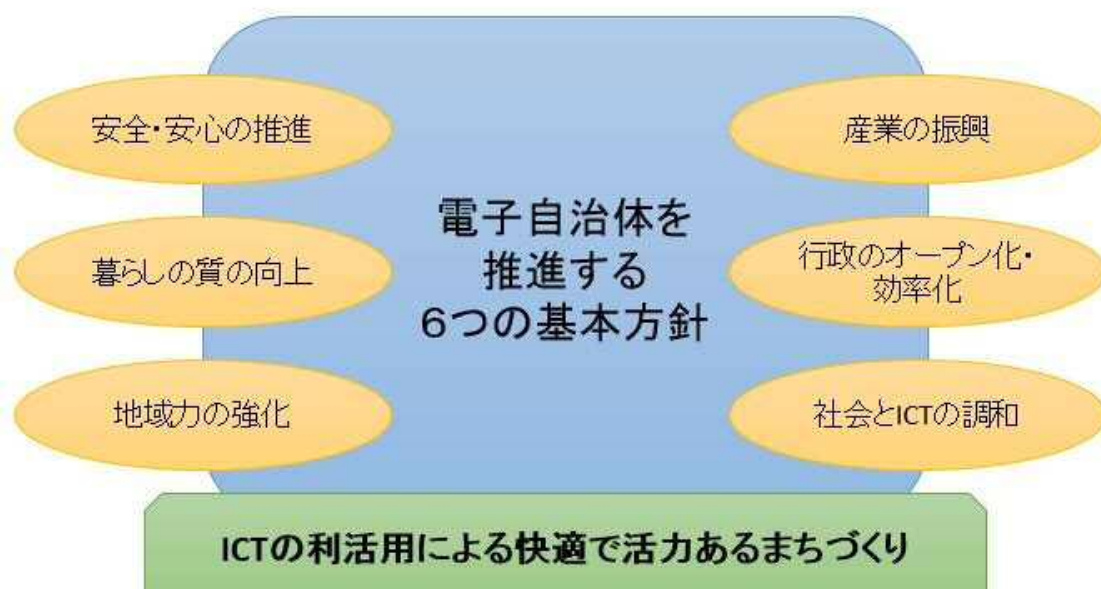 安全・安心の推進
暮らしの質の向上
地域力の強化
電子自治体を
推進する
6つの基本方針
産業の振興
行政のオープン化・
効率化
社会とICTの調和
ICTの利活用による快適で活力あるまちづくり